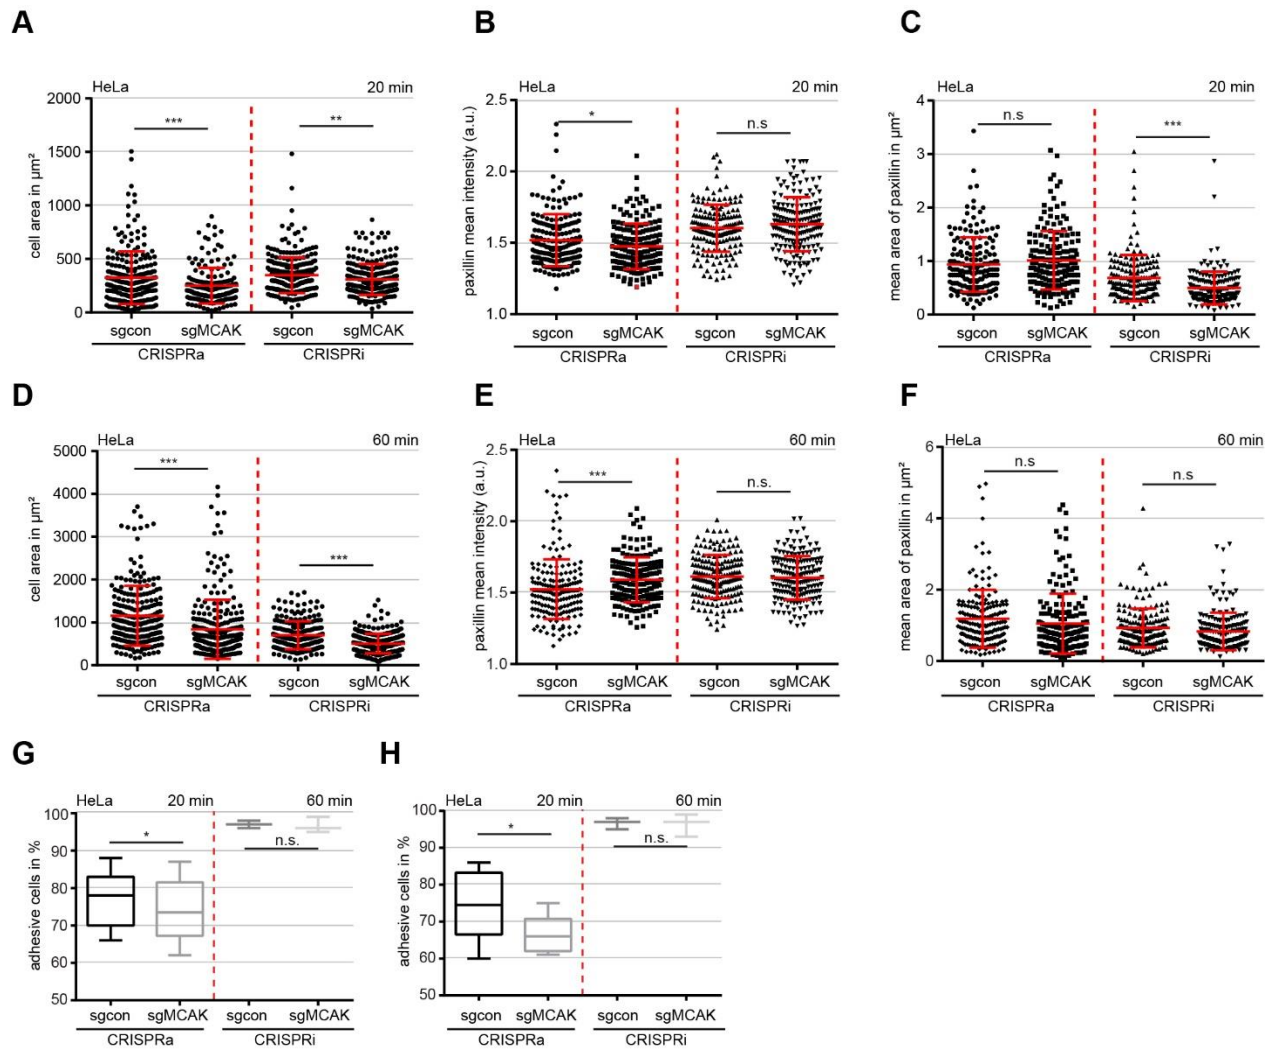 A
B
C
HeLa 20 min
HeLa 20 min
HeLa 20 min
cell area in µm²
2000
1500
1000
500
0
***
**
sgcon sgMCAK sgcon sgMCAK
CRISPRa CRISPRi
paxillin mean intensity (a.u.)
2.5
2.0
1.5
1.0
*
n.s
sgcon sgMCAK sgcon sgMCAK
CRISPRa CRISPRi
mean area of paxillin in µm²
4
3
2
1
0
n.s
***
sgcon sgMCAK sgcon sgMCAK
CRISPRa CRISPRi
D
E
F
HeLa 60 min
HeLa 60 min
HeLa 60 min
cell area in µm²
5000
4000
3000
2000
1000
0
***
***
sgcon sgMCAK sgcon sgMCAK
CRISPRa CRISPRi
paxillin mean intensity (a.u.)
2.5
2.0
1.5
1.0
***
n.s.
sgcon sgMCAK sgcon sgMCAK
CRISPRa CRISPRi
mean area of paxillin in µm²
6
4
2
0
n.s
n.s
sgcon sgMCAK sgcon sgMCAK
CRISPRa CRISPRi
G
H
HeLa 20 min 60 min
adhesive cells in %
100
90
80
70
60
50
*
n.s.
sgcon sgMCAK sgcon sgMCAK
CRISPRa CRISPRi
HeLa 20 min 60 min
adhesive cells in %
100
90
80
70
60
50
*
n.s.
sgcon sgMCAK sgcon sgMCAK
CRISPRa CRISPRi